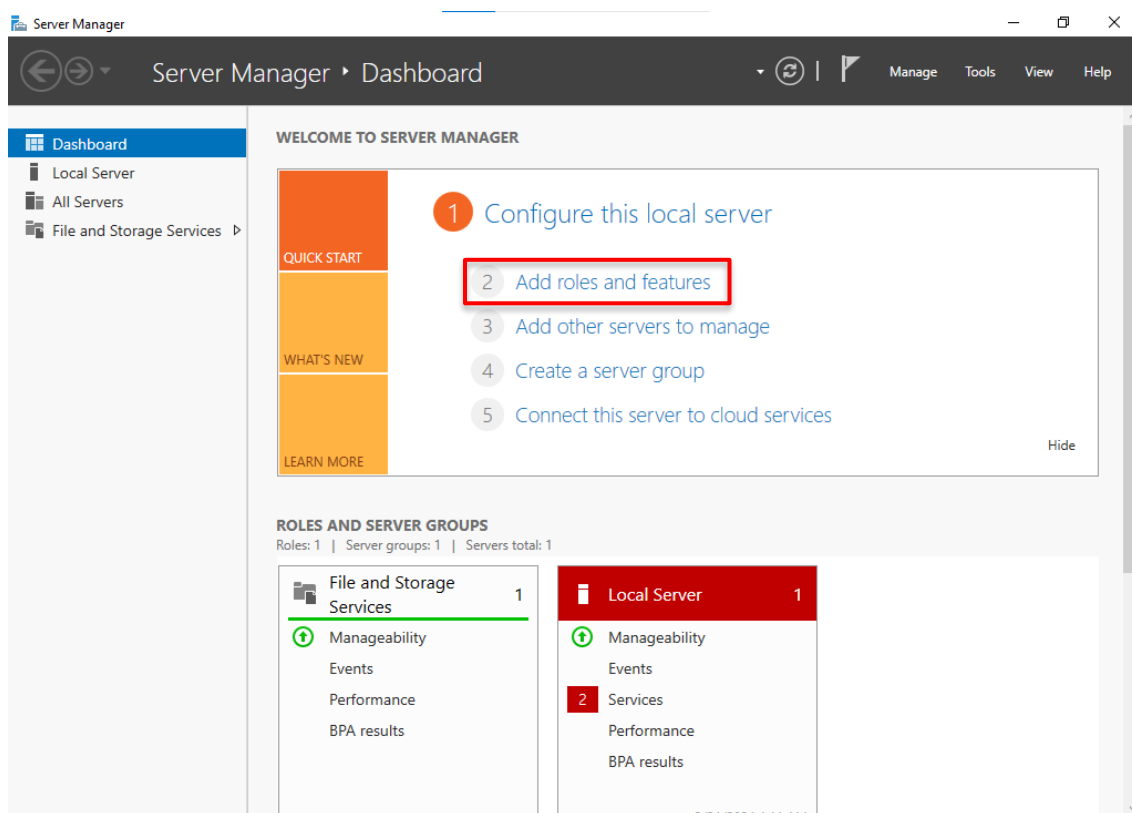 Server Manager
Server Manager • Dashboard
Manage Tools View Help
Dashboard
Local Server
All Servers
File and Storage Services
WELCOME TO SERVER MANAGER
QUICK START
WHAT'S NEW
LEARN MORE
1 Configure this local server
2 Add roles and features
3 Add other servers to manage
4 Create a server group
5 Connect this server to cloud services
Hide
ROLES AND SERVER GROUPS
Roles: 1 | Server groups: 1 | Servers total: 1
File and Storage
Services
1
Manageability
Events
Performance
BPA results
Local Server 1
Manageability
Events
2 Services
Performance
BPA results